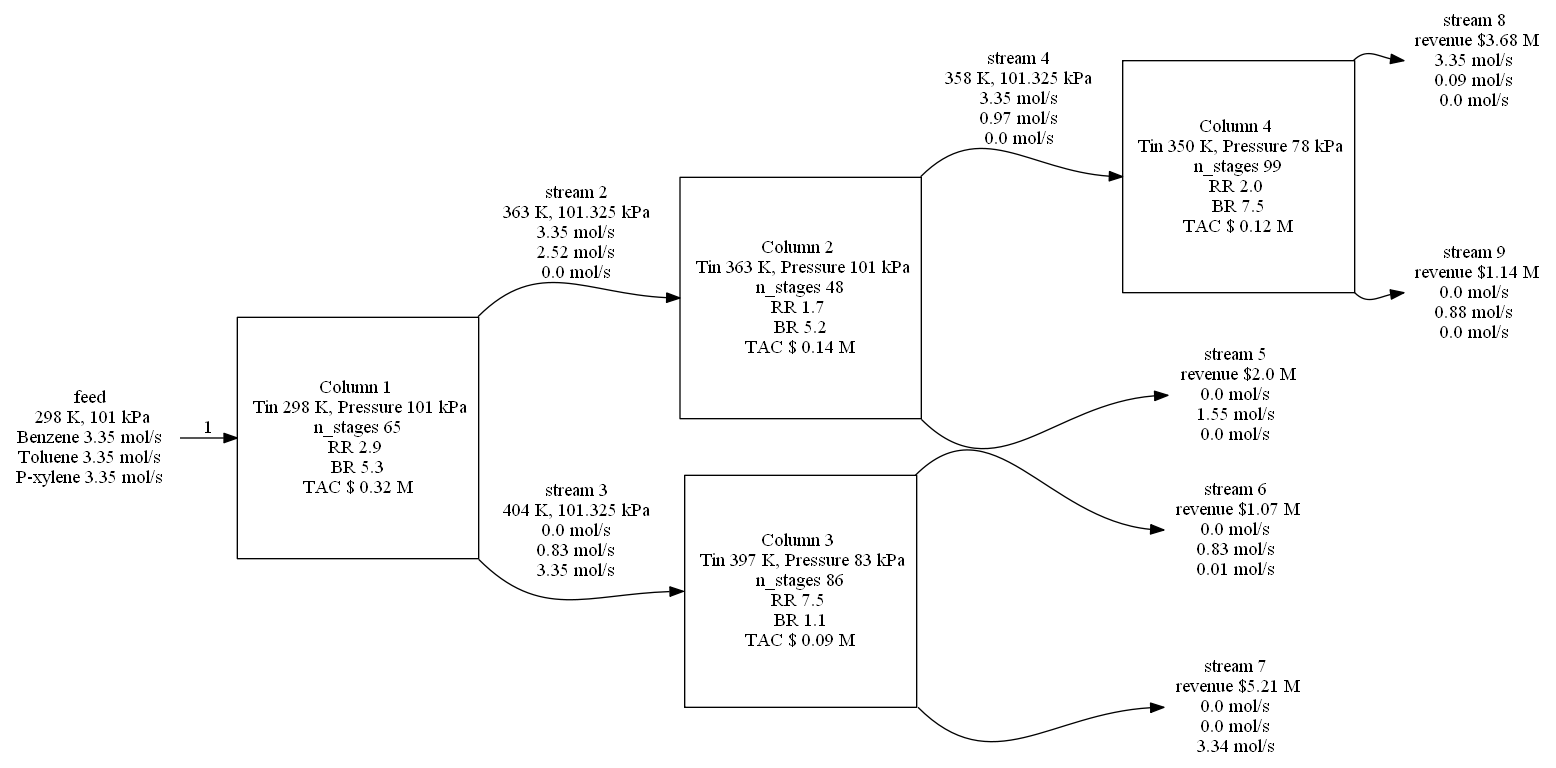 feed
298 K, 101 kPa
Benzene 3.35 mol/s
Toluene 3.35 mol/s
P-xylene 3.35 mol/s
1
Column 1
Tin 298 K, Pressure 101 kPa
n_stages 65
RR 2.9
BR 5.3
TAC $ 0.32 M
stream 2
363 K, 101.325 kPa
3.35 mol/s
2.52 mol/s
0.0 mol/s
stream 3
404 K, 101.325 kPa
0.0 mol/s
0.83 mol/s
3.35 mol/s
Column 2
Tin 363 K, Pressure 101 kPa
n_stages 48
RR 1.7
BR 5.2
TAC $ 0.14 M
Column 3
Tin 397 K, Pressure 83 kPa
n_stages 86
RR 7.5
BR 1.1
TAC $ 0.09 M
stream 4
358 K, 101.325 kPa
3.35 mol/s
0.97 mol/s
0.0 mol/s
Column 4
Tin 350 K, Pressure 78 kPa
n_stages 99
RR 2.0
BR 7.5
TAC $ 0.12 M
stream 8
revenue $3.68 M
3.35 mol/s
0.09 mol/s
0.0 mol/s
stream 9
revenue $1.14 M
0.0 mol/s
0.88 mol/s
0.0 mol/s
stream 5
revenue $2.0 M
0.0 mol/s
1.55 mol/s
0.0 mol/s
stream 6
revenue $1.07 M
0.0 mol/s
0.83 mol/s
0.01 mol/s
stream 7
revenue $5.21 M
0.0 mol/s
0.0 mol/s
3.34 mol/s